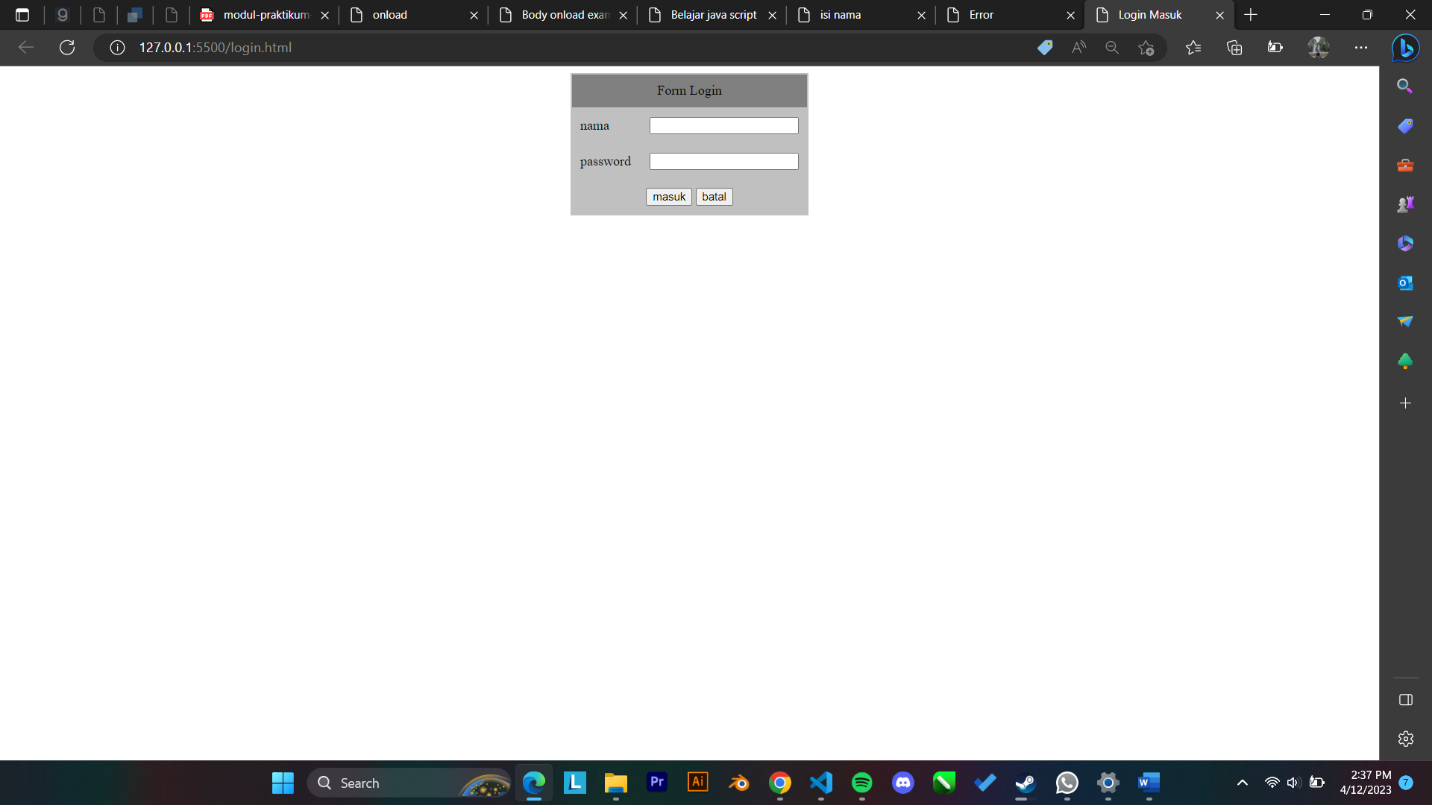 modul-praktikum-
onload
Body onload exam
Belajar java script
isi nama
Error
Login Masuk
127.0.0.1:5500/login.html
Form Login
nama
password
masuk batal
Search
2:37 PM
4/12/2023
7